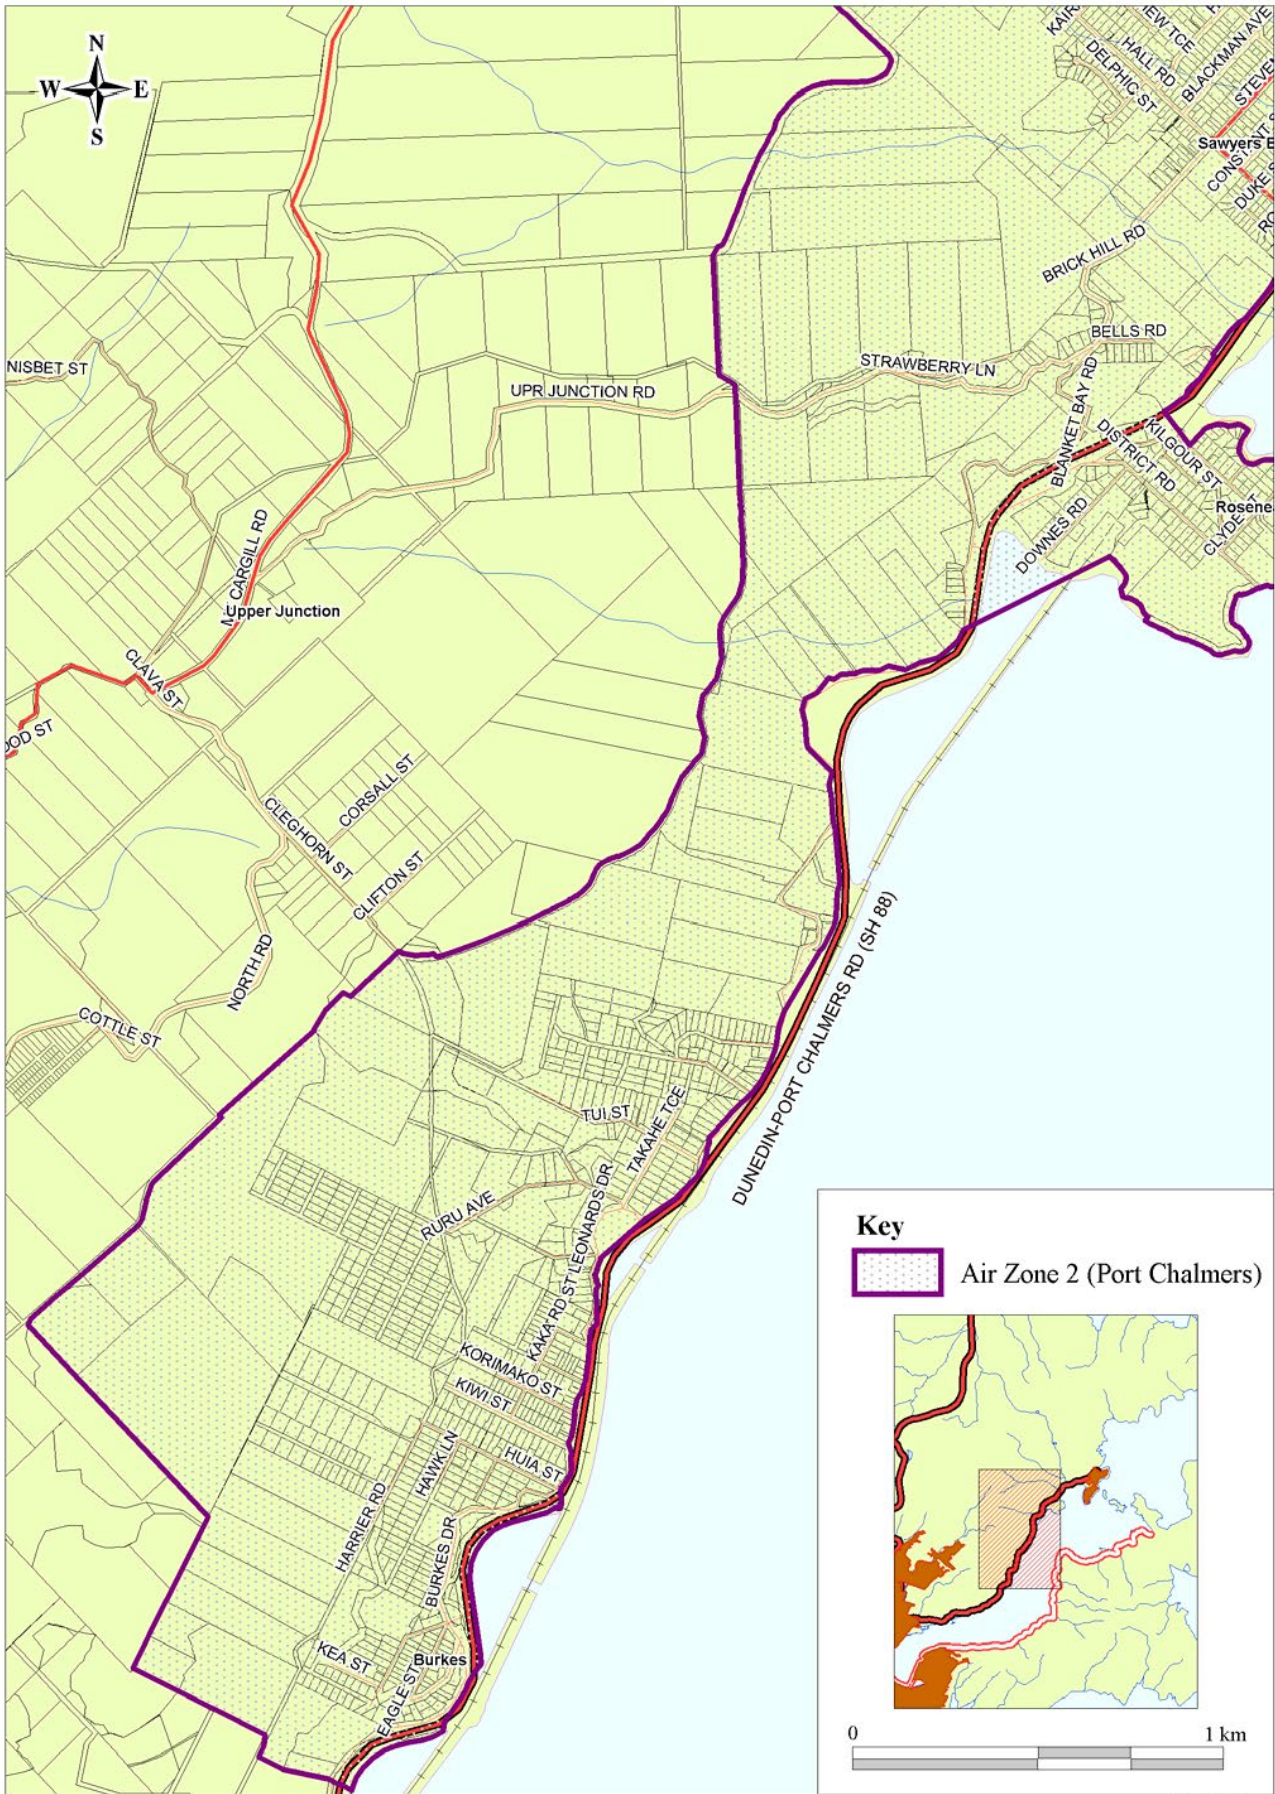 N
W E
S
HALL RD
DELPHIC ST
BLACKMAN AVE
BRICK HILL RD
BELLS RD
NISBET ST
STRAWBERRY LN
UPR JUNCTION RD
BLANKET BAY RD
KILGOUR ST
DISTRICT RD
DOWNES RD
CARGILL RD
Upper Junction
CLAVA ST
CORSALL ST
CLEGHORN ST
CLIFTON ST
NORTH RD
COTTLE ST
DUNEDIN-PORT CHALMERS RD (SH 88)
TUI ST
TAKAHE TCE
RURU AVE
ST LEONARDS DR
KAKA RD
KORIMAKO ST
KIWI ST
HUIA ST
HAWK LN
HARRIER RD
BURKES DR
KEA ST
Burkes
EAGLE ST
Key
Air Zone 2 (Port Chalmers)
0 1 km